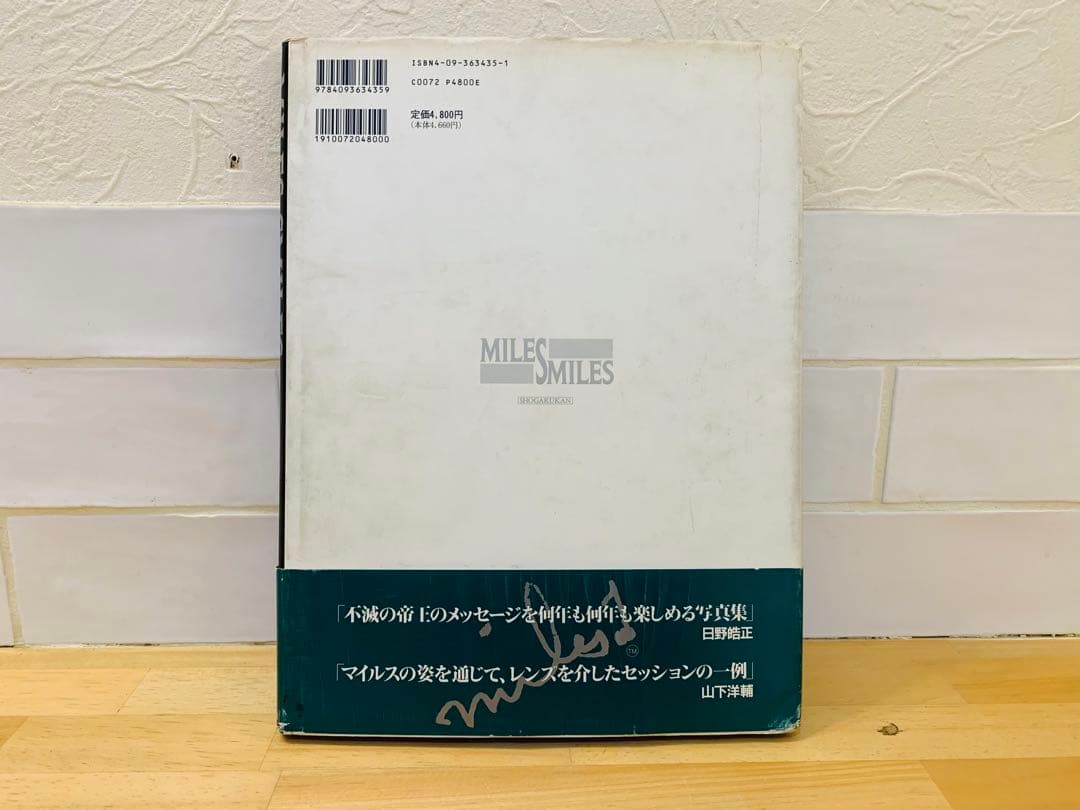 ISBN4-09-363435-1
C0072 P4800E
9784093634359
定価4,800円
(本体4,660円)
1910072048000
MILES
SMILES
SHOGAKUKAN
「不滅の帝王のメッセージを何年も何年も楽しめる写真集」
日野皓正
miles!
TM
「マイルスの姿を通じて、レンズを介したセッションの一例」
山下洋輔